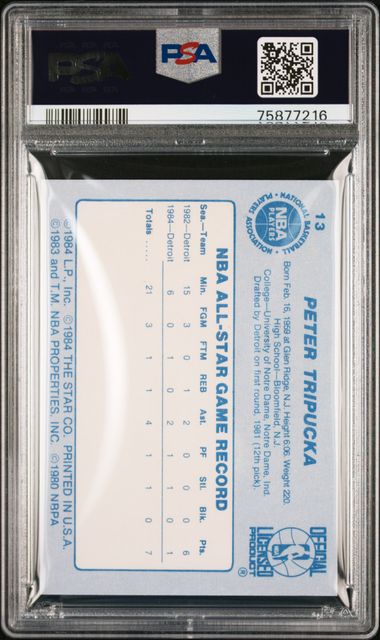 PSA
PSA
75877216
13
NATIONAL BASKETBALL PLAYERS ASSOCIATION
NBA
PLAYERS
PETER TRIPUCKA
Born Feb. 16, 1959 at Glen Ridge, N.J. Height 6:06. Weight 220.
High School—Bloomfield, N.J.
College—University of Notre Dame, Notre Dame, Ind.
Drafted by Detroit on first round, 1981 (12th pick).
OFFICIAL
LICENSED
PRODUCT
®
NBA ALL-STAR GAME RECORD
Sea—Team Min. FGM FTM REB Ast. PF Stl. Blk. Pts.
1982—Detroit 15 3 0 1 2 0 0 0 6
1984—Detroit 6 0 1 0 2 1 1 0 1
Totals ..... 21 3 1 1 4 1 1 0 7
©1984 L.P., Inc. ©1984 THE STAR CO. PRINTED IN U.S.A.
©1983 and T.M. NBA PROPERTIES, INC. ©1980 NBPA